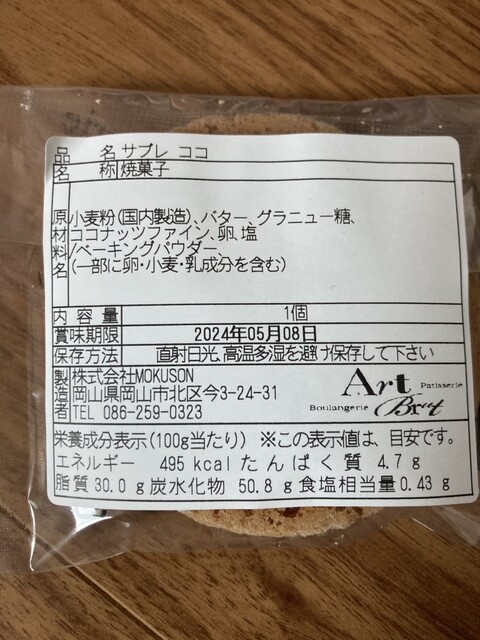 品名 サブレ ココ
名称 焼菓子
原材料名 小麦粉(国内製造)、バター、グラニュー糖、
ココナッツファイン、卵、塩
/ベーキングパウダー、
(一部に卵・小麦・乳成分を含む)
内容量 1個
賞味期限 2024年05月08日
保存方法 直射日光、高温多湿を避け保存して下さい
製造者 株式会社MOKUSON
岡山県岡山市北区今3-24-31
TEL 086-259-0323
Art Patisserie
Boulangerie Brut
栄養成分表示(100g当たり) ※この表示値は、目安です。
エネルギー 495kcal たんぱく質 4.7g
脂質30.0g 炭水化物 50.8g 食塩相当量0.43g